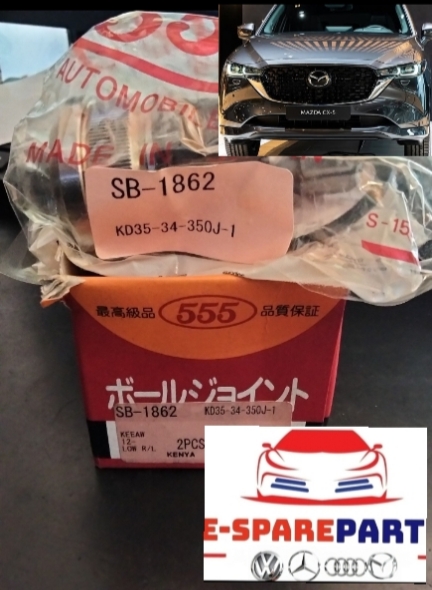 555
AUTOMOBILE
MADE IN
MAZDA CX-5
SB-1862
KD35-34-350J-1
S-15
最高級品 555 品質保証
ボールジョイント
SB-1862 KD35-34-350J-1
KEEAW
12-
LOW R/L 2PCS
KENYA
E-SPAREPART